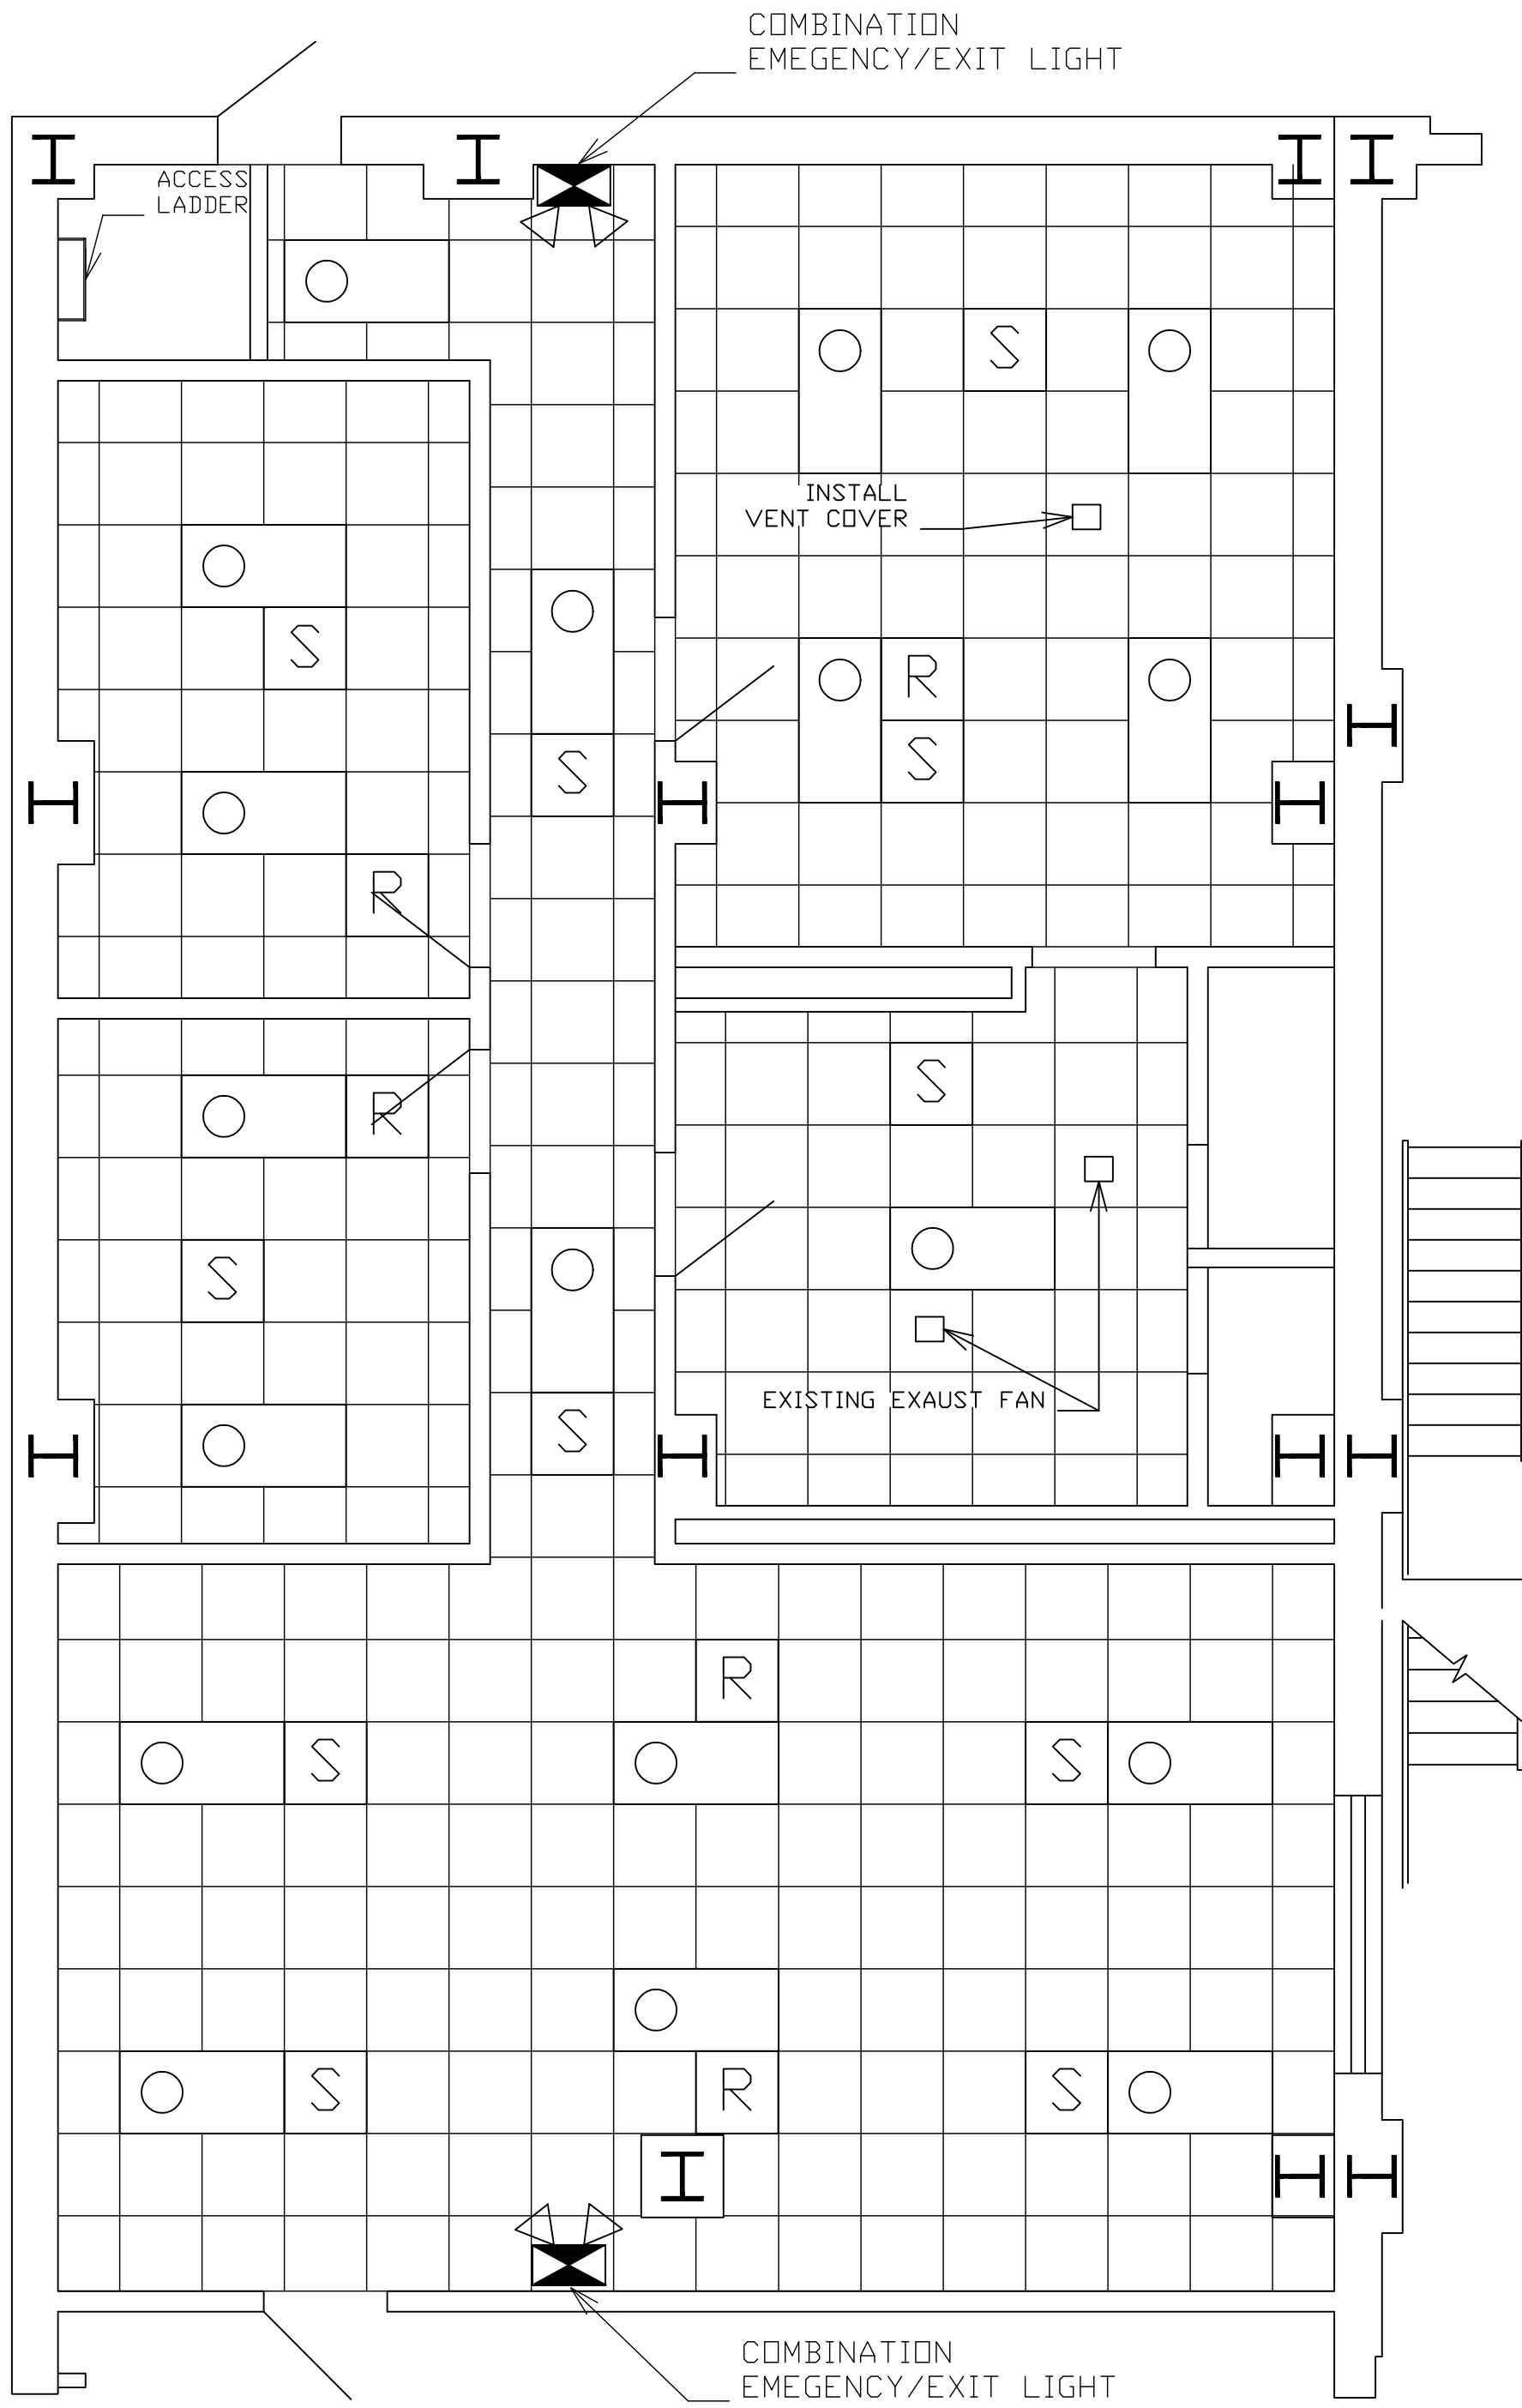 COMBINATION
EMEGENCY/EXIT LIGHT
ACCESS
LADDER
S
INSTALL
VENT COVER
S
R
S
S
R
S
R
S
S
EXISTING EXAUST FAN
S
R
S
S
S
R
S
COMBINATION
EMEGENCY/EXIT LIGHT